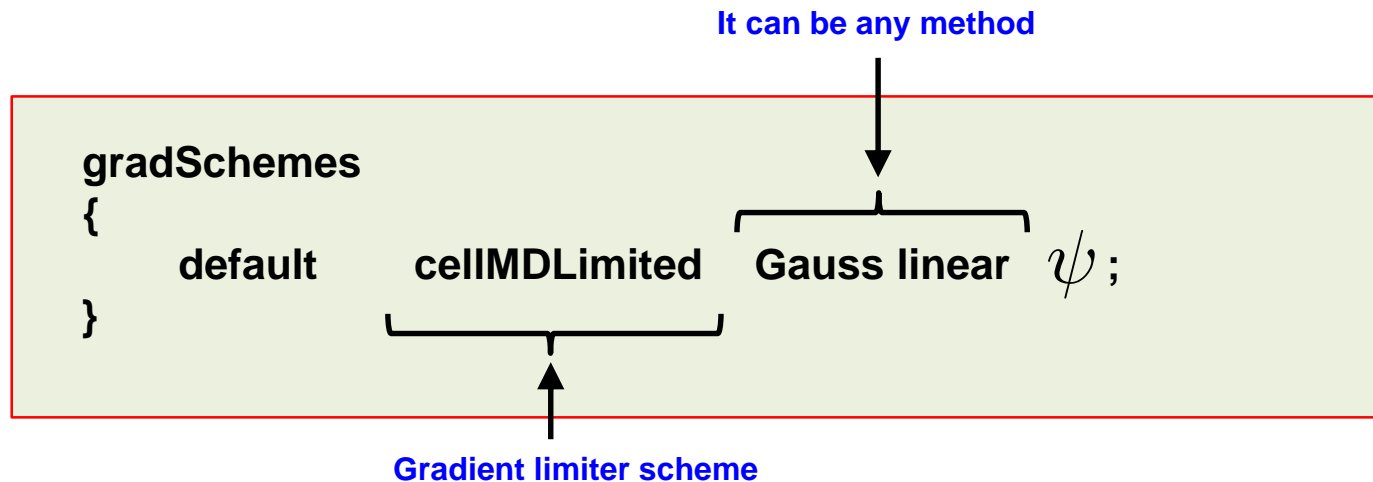 It can be any method
gradSchemes
{
default cellMDLimited Gauss linear ψ ;
}
Gradient limiter scheme